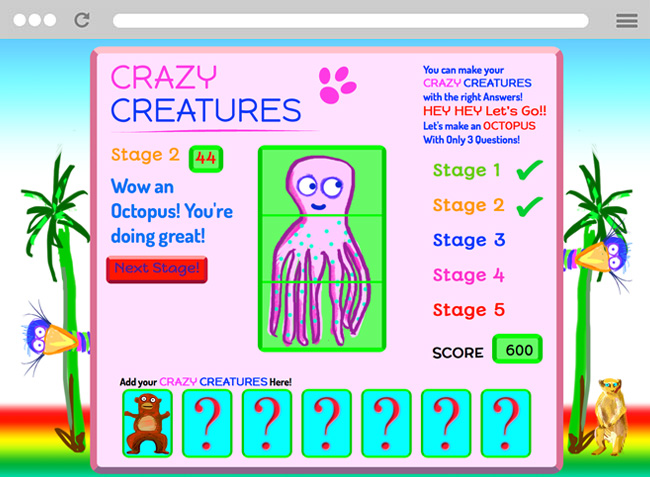 CRAZY
CREATURES
You can make your
CRAZY CREATURES
with the right Answers!
HEY HEY Let's Go!!
Let's make an OCTOPUS
With Only 3 Questions!
Stage 2 44
Wow an
Octopus! You're
doing great!
Next Stage!
Stage 1
Stage 2
Stage 3
Stage 4
Stage 5
SCORE 600
Add your CRAZY CREATURES Here!
? ? ? ? ? ?